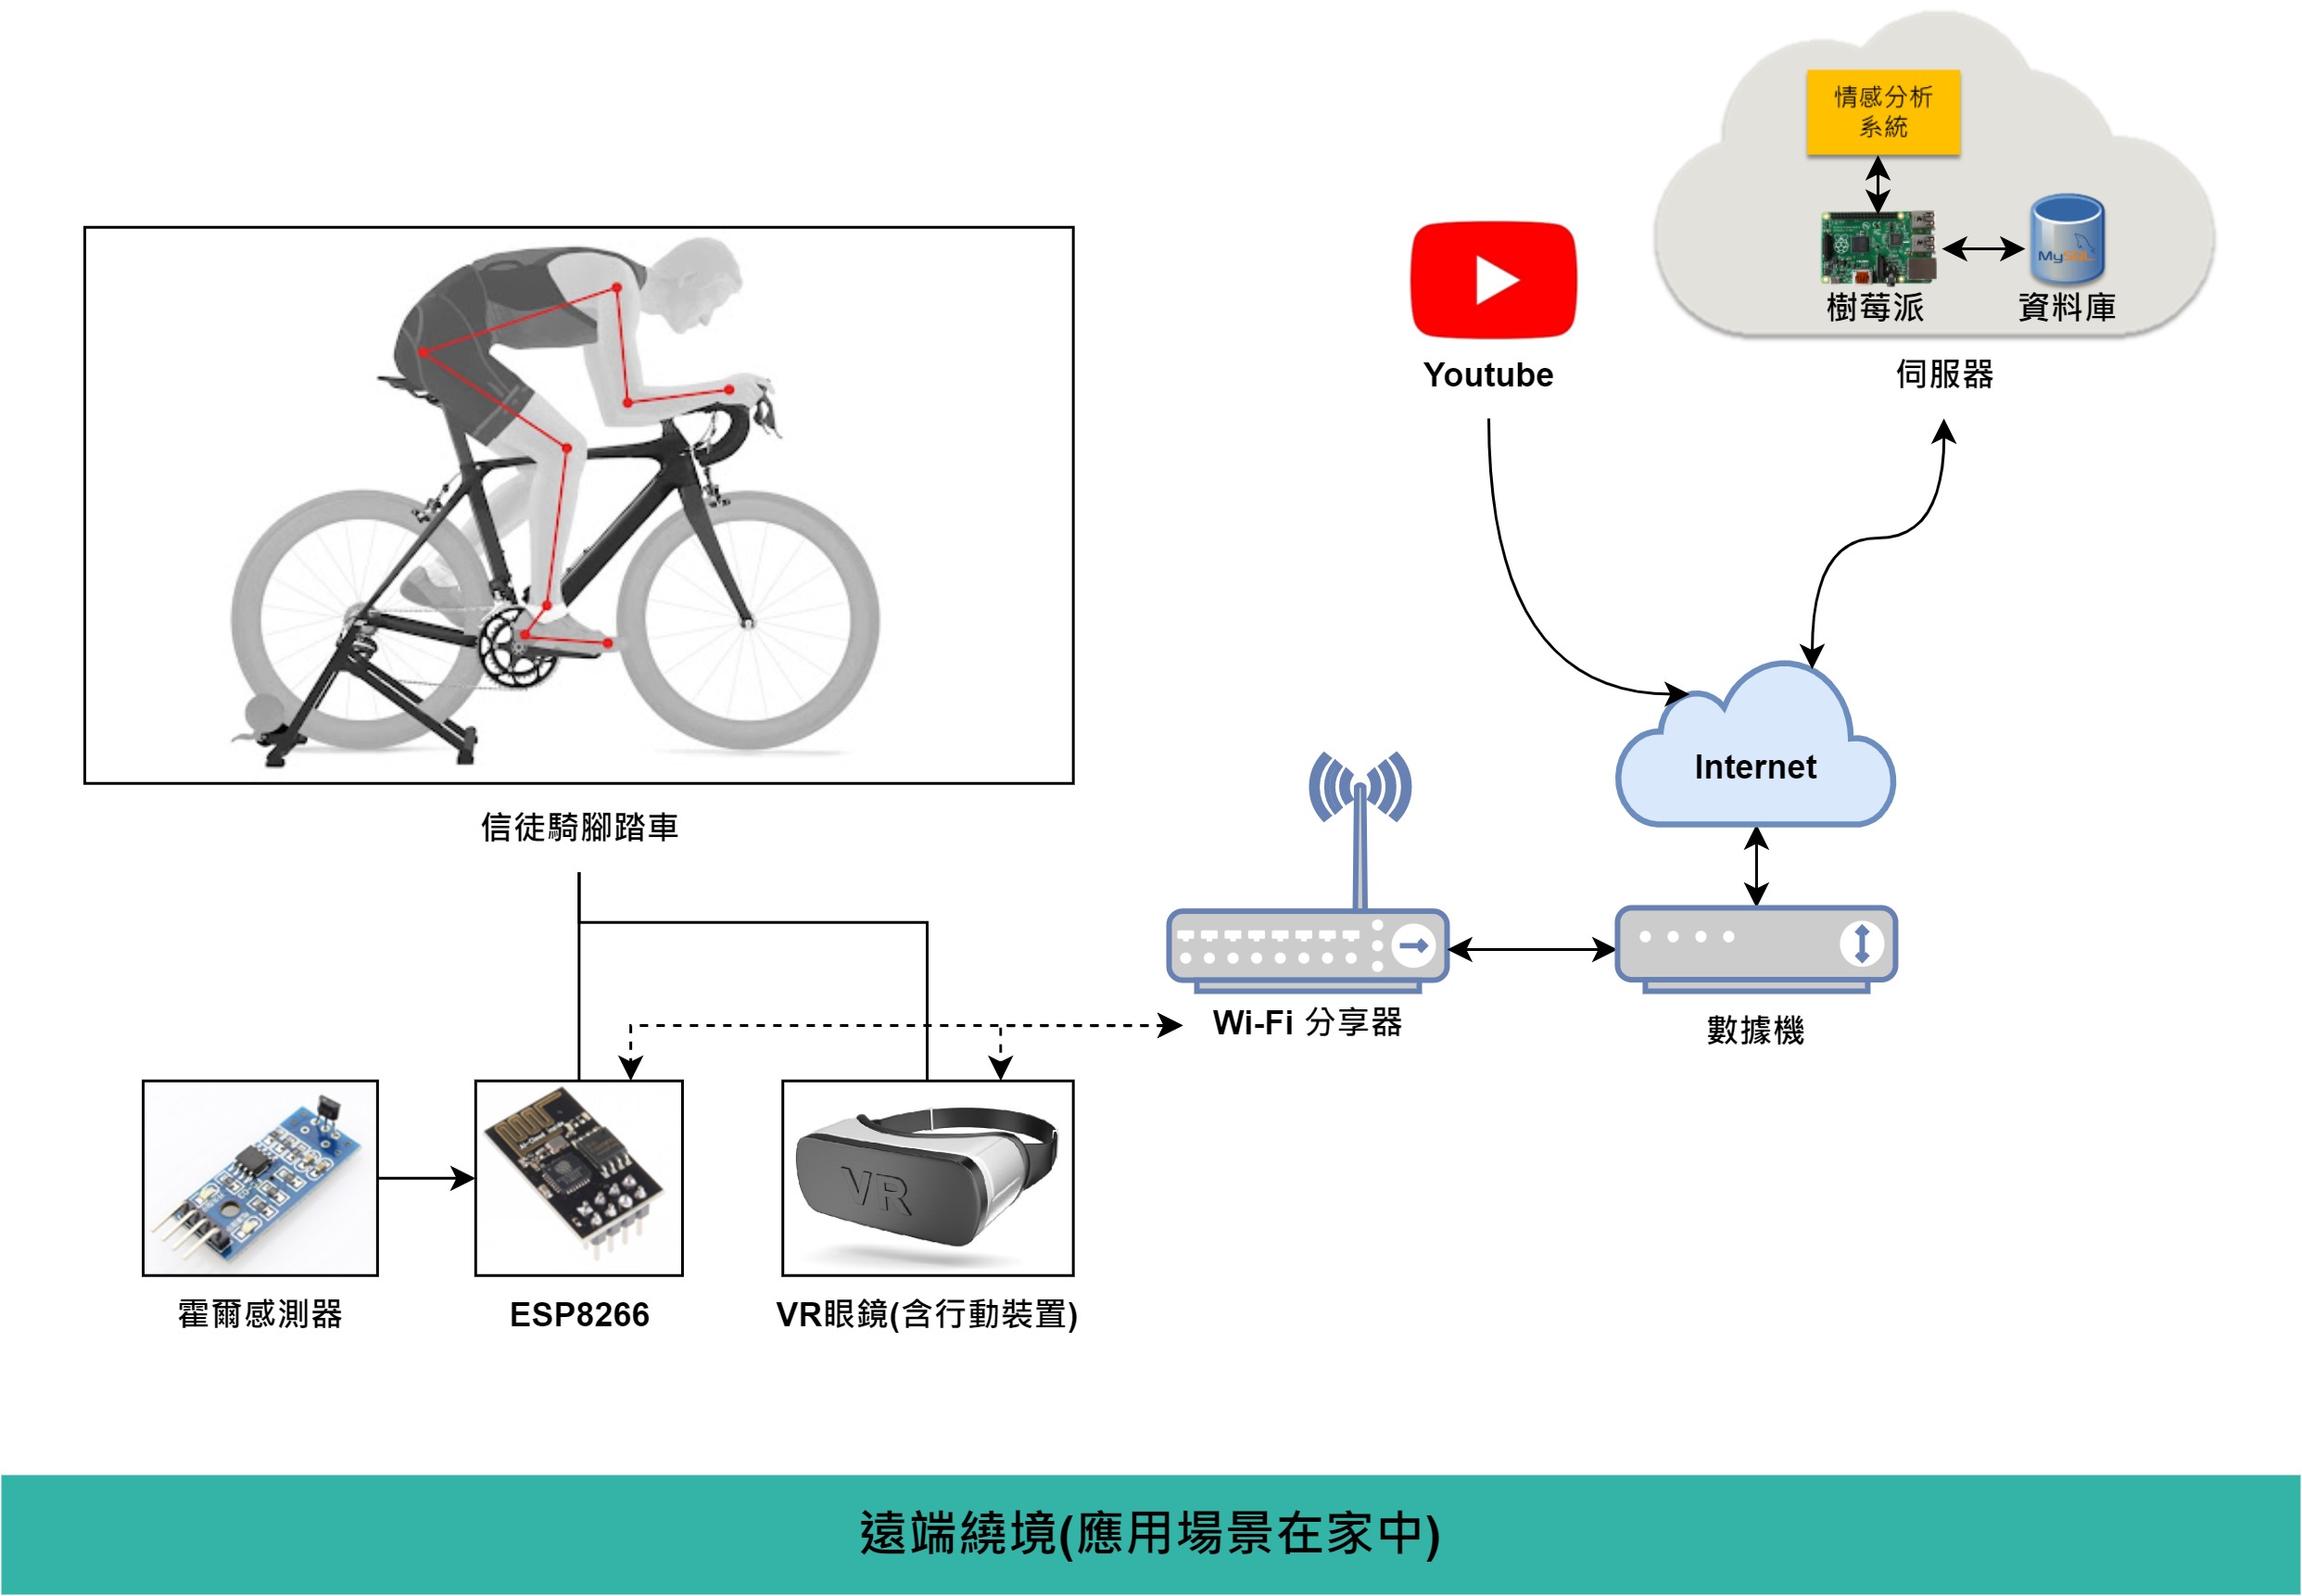 情感分析
系統
MySQL
樹莓派
資料庫
伺服器
Youtube
Internet
信徒騎腳踏車
Wi-Fi 分享器
數據機
VR
霍爾感測器
ESP8266
VR眼鏡(含行動裝置)
遠端繞境(應用場景在家中)